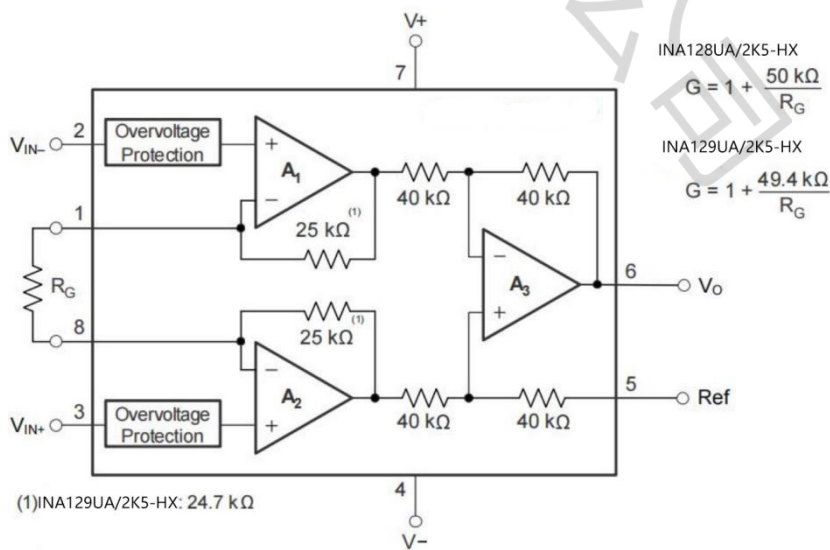 V+
7
INA128UA/2K5-HX
G = 1 + 50 kΩ / R_G
INA129UA/2K5-HX
G = 1 + 49.4 kΩ / R_G
V_IN– 2
Overvoltage
Protection
+
A₁
–
40 kΩ
40 kΩ
1
25 kΩ (1)
R_G
–
A₃
+
6
V_O
8
25 kΩ (1)
–
A₂
+
V_IN+ 3
Overvoltage
Protection
40 kΩ
40 kΩ
5
Ref
4
V–
(1)INA129UA/2K5-HX: 24.7 kΩ
公司